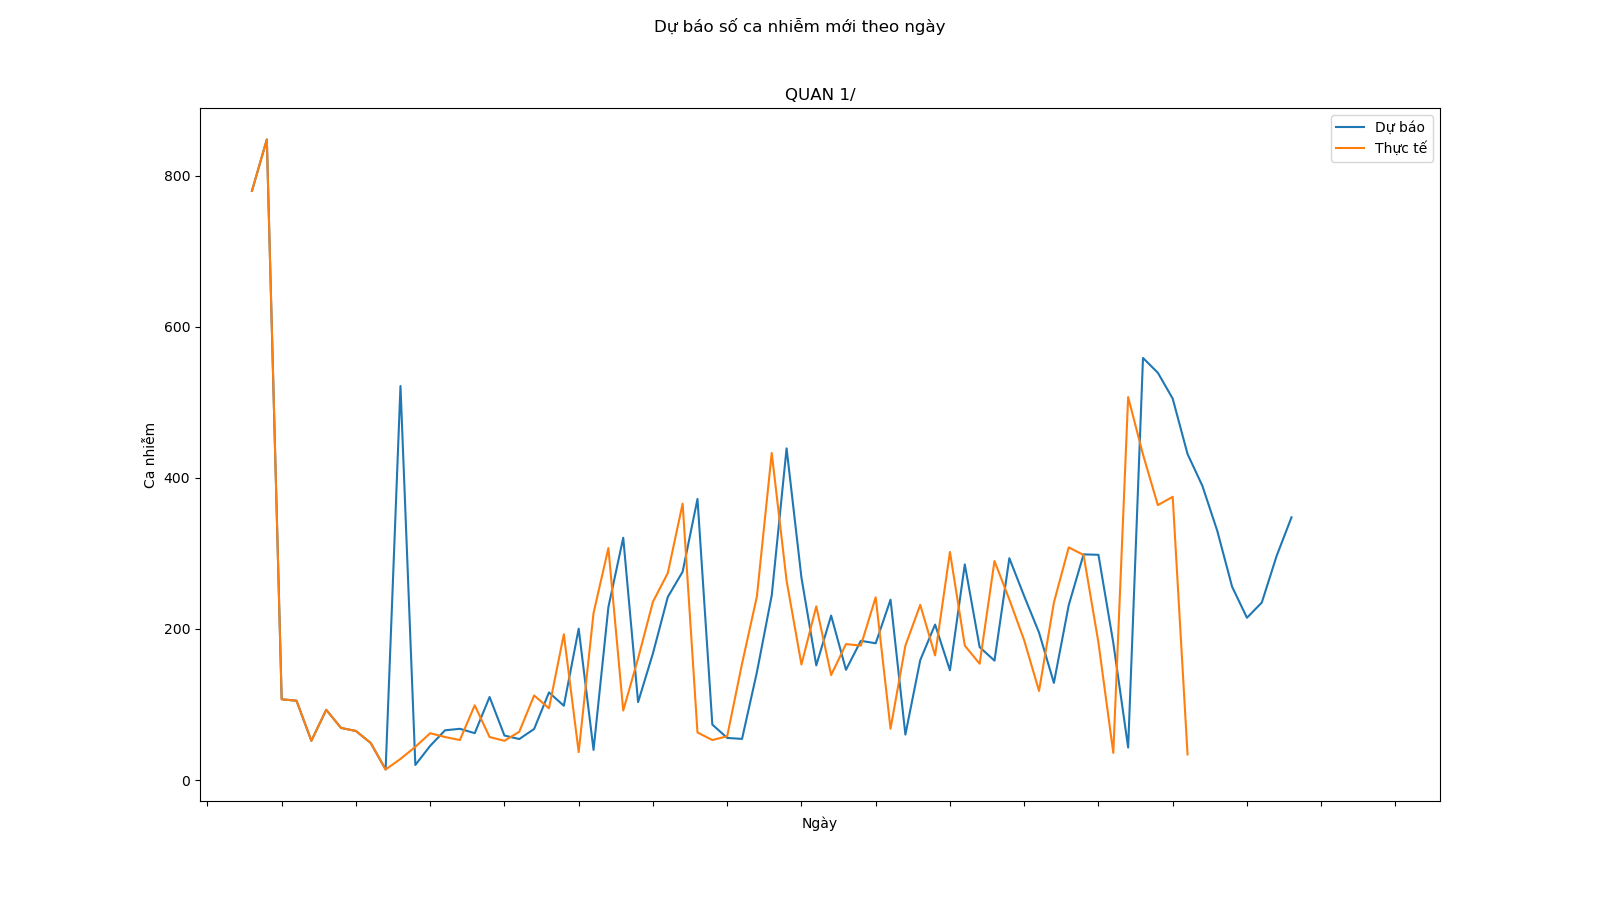 Dự báo số ca nhiễm mới theo ngày
QUAN 1/
Dự báo
Thực tế
800
600
400
200
0
Ca nhiễm
Ngày